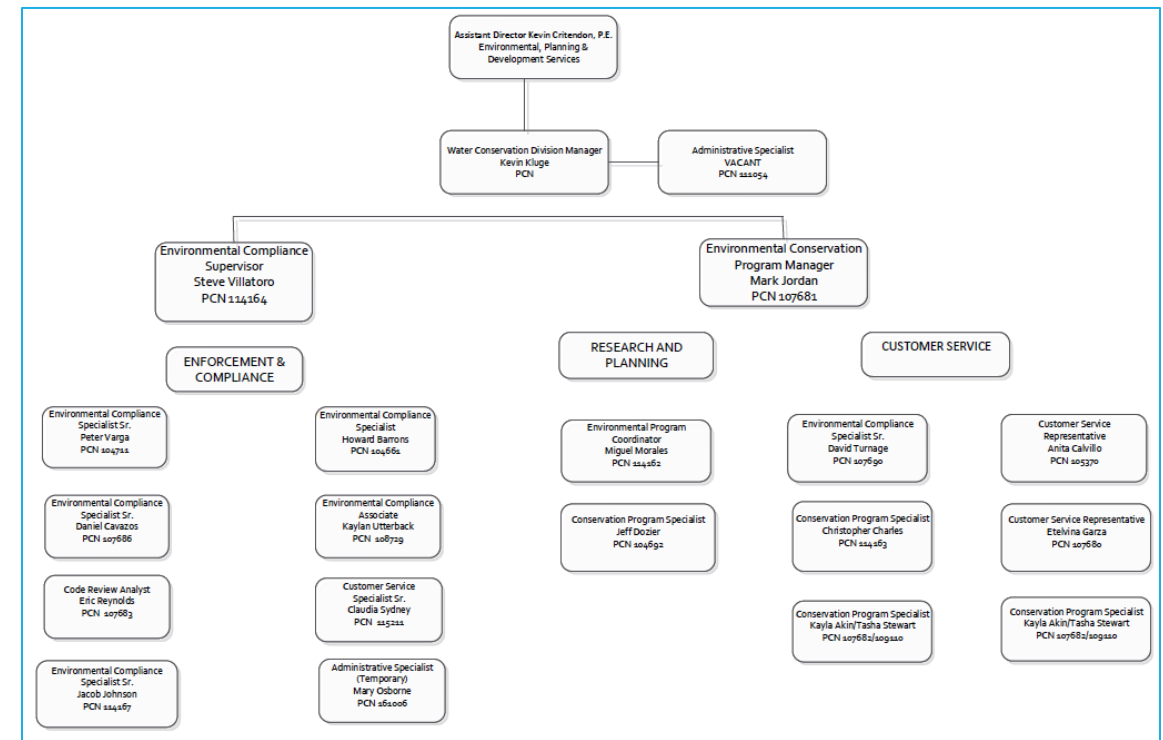 Assistant Director Kevin Critendon, P.E.
Environmental, Planning &
Development Services
Water Conservation Division Manager
Kevin Kluge
PCN
Administrative Specialist
VACANT
PCN 111054
Environmental Compliance
Supervisor
Steve Villatoro
PCN 114164
Environmental Conservation
Program Manager
Mark Jordan
PCN 107681
ENFORCEMENT &
COMPLIANCE
RESEARCH AND
PLANNING
CUSTOMER SERVICE
Environmental Compliance
Specialist Sr.
Peter Varga
PCN 104711
Environmental Compliance
Specialist
Howard Barrons
PCN 104661
Environmental Program
Coordinator
Miguel Morales
PCN 114162
Environmental Compliance
Specialist Sr.
David Turnage
PCN 107690
Customer Service
Representative
Anita Calvillo
PCN 105370
Environmental Compliance
Specialist Sr.
Daniel Cavazos
PCN 107686
Environmental Compliance
Associate
Kaylan Utterback
PCN 108729
Conservation Program Specialist
Jeff Dozier
PCN 104692
Conservation Program Specialist
Christopher Charles
PCN 114163
Customer Service Representative
Etelvina Garza
PCN 107680
Code Review Analyst
Eric Reynolds
PCN 107683
Customer Service
Specialist Sr.
Claudia Sydney
PCN 115211
Conservation Program Specialist
Kayla Akin/Tasha Stewart
PCN 107682/109110
Conservation Program Specialist
Kayla Akin/Tasha Stewart
PCN 107682/109110
Environmental Compliance
Specialist Sr.
Jacob Johnson
PCN 114167
Administrative Specialist
(Temporary)
Mary Osborne
PCN 161006